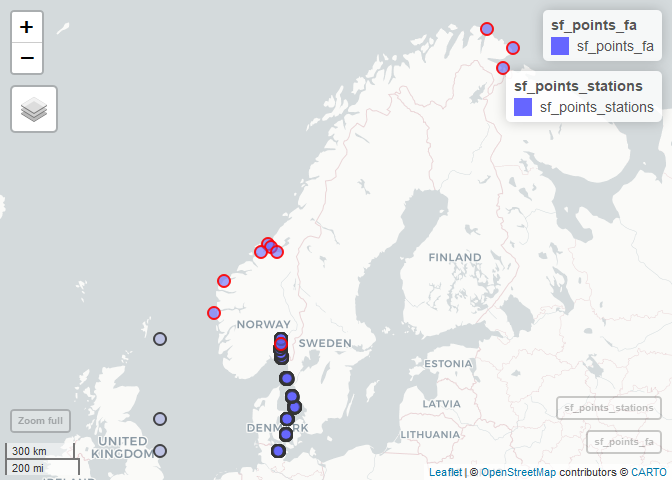 +
−
sf_points_fa
sf_points_fa
sf_points_stations
sf_points_stations
FINLAND
NORWAY
SWEDEN
ESTONIA
LATVIA
DENMARK
LITHUANIA
UNITED
KINGDOM
Zoom full
sf_points_stations
sf_points_fa
300 km
200 mi
Leaflet | © OpenStreetMap contributors © CARTO